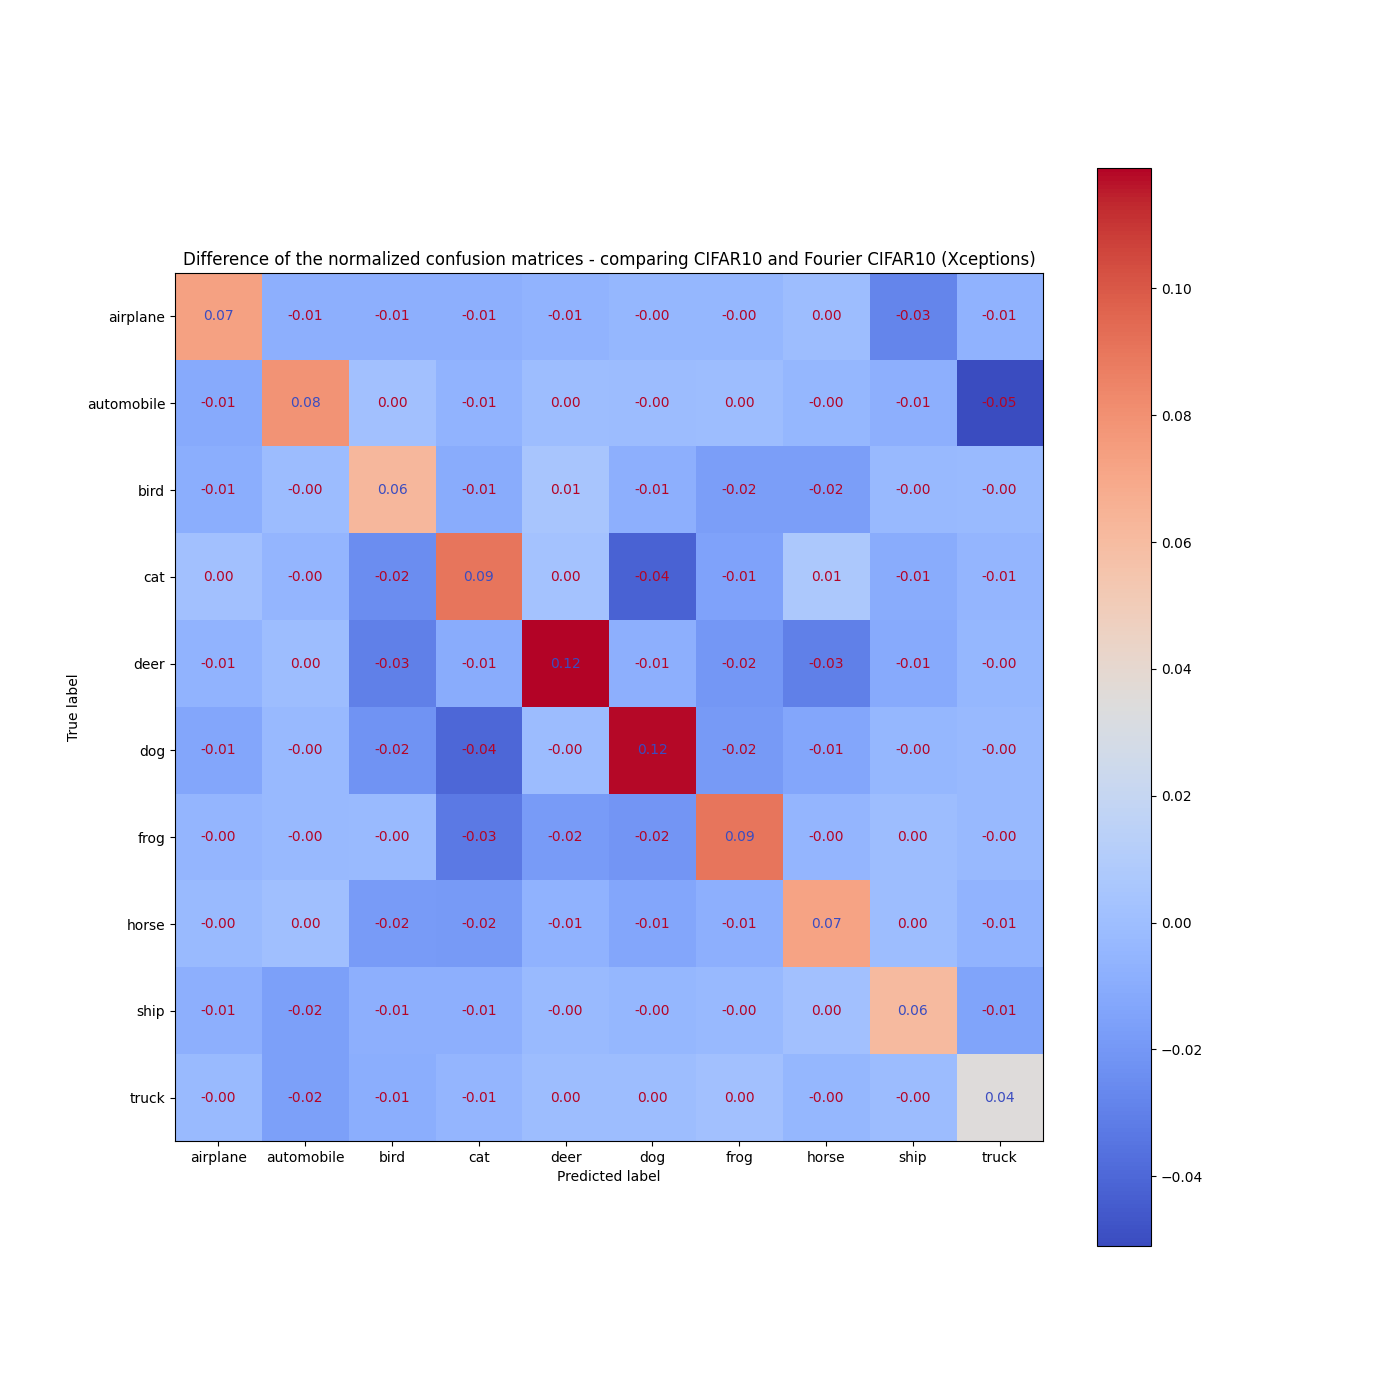 Difference of the normalized confusion matrices - comparing CIFAR10 and Fourier CIFAR10 (Xceptions)
airplane 0.07 -0.01 -0.01 -0.01 -0.01 -0.00 -0.00 0.00 -0.03 -0.01
automobile -0.01 0.08 0.00 -0.01 0.00 -0.00 0.00 -0.00 -0.01 -0.05
bird -0.01 -0.00 0.06 -0.01 0.01 -0.01 -0.02 -0.02 -0.00 -0.00
cat 0.00 -0.00 -0.02 0.09 0.00 -0.04 -0.01 0.01 -0.01 -0.01
deer -0.01 0.00 -0.03 -0.01 0.12 -0.01 -0.02 -0.03 -0.01 -0.00
dog -0.01 -0.00 -0.02 -0.04 -0.00 0.12 -0.02 -0.01 -0.00 -0.00
frog -0.00 -0.00 -0.00 -0.03 -0.02 -0.02 0.09 -0.00 0.00 -0.00
horse -0.00 0.00 -0.02 -0.02 -0.01 -0.01 -0.01 0.07 0.00 -0.01
ship -0.01 -0.02 -0.01 -0.01 -0.00 -0.00 -0.00 0.00 0.06 -0.01
truck -0.00 -0.02 -0.01 -0.01 0.00 0.00 0.00 -0.00 -0.00 0.04
airplane automobile bird cat deer dog frog horse ship truck
Predicted label
True label
0.10
0.08
0.06
0.04
0.02
0.00
−0.02
−0.04